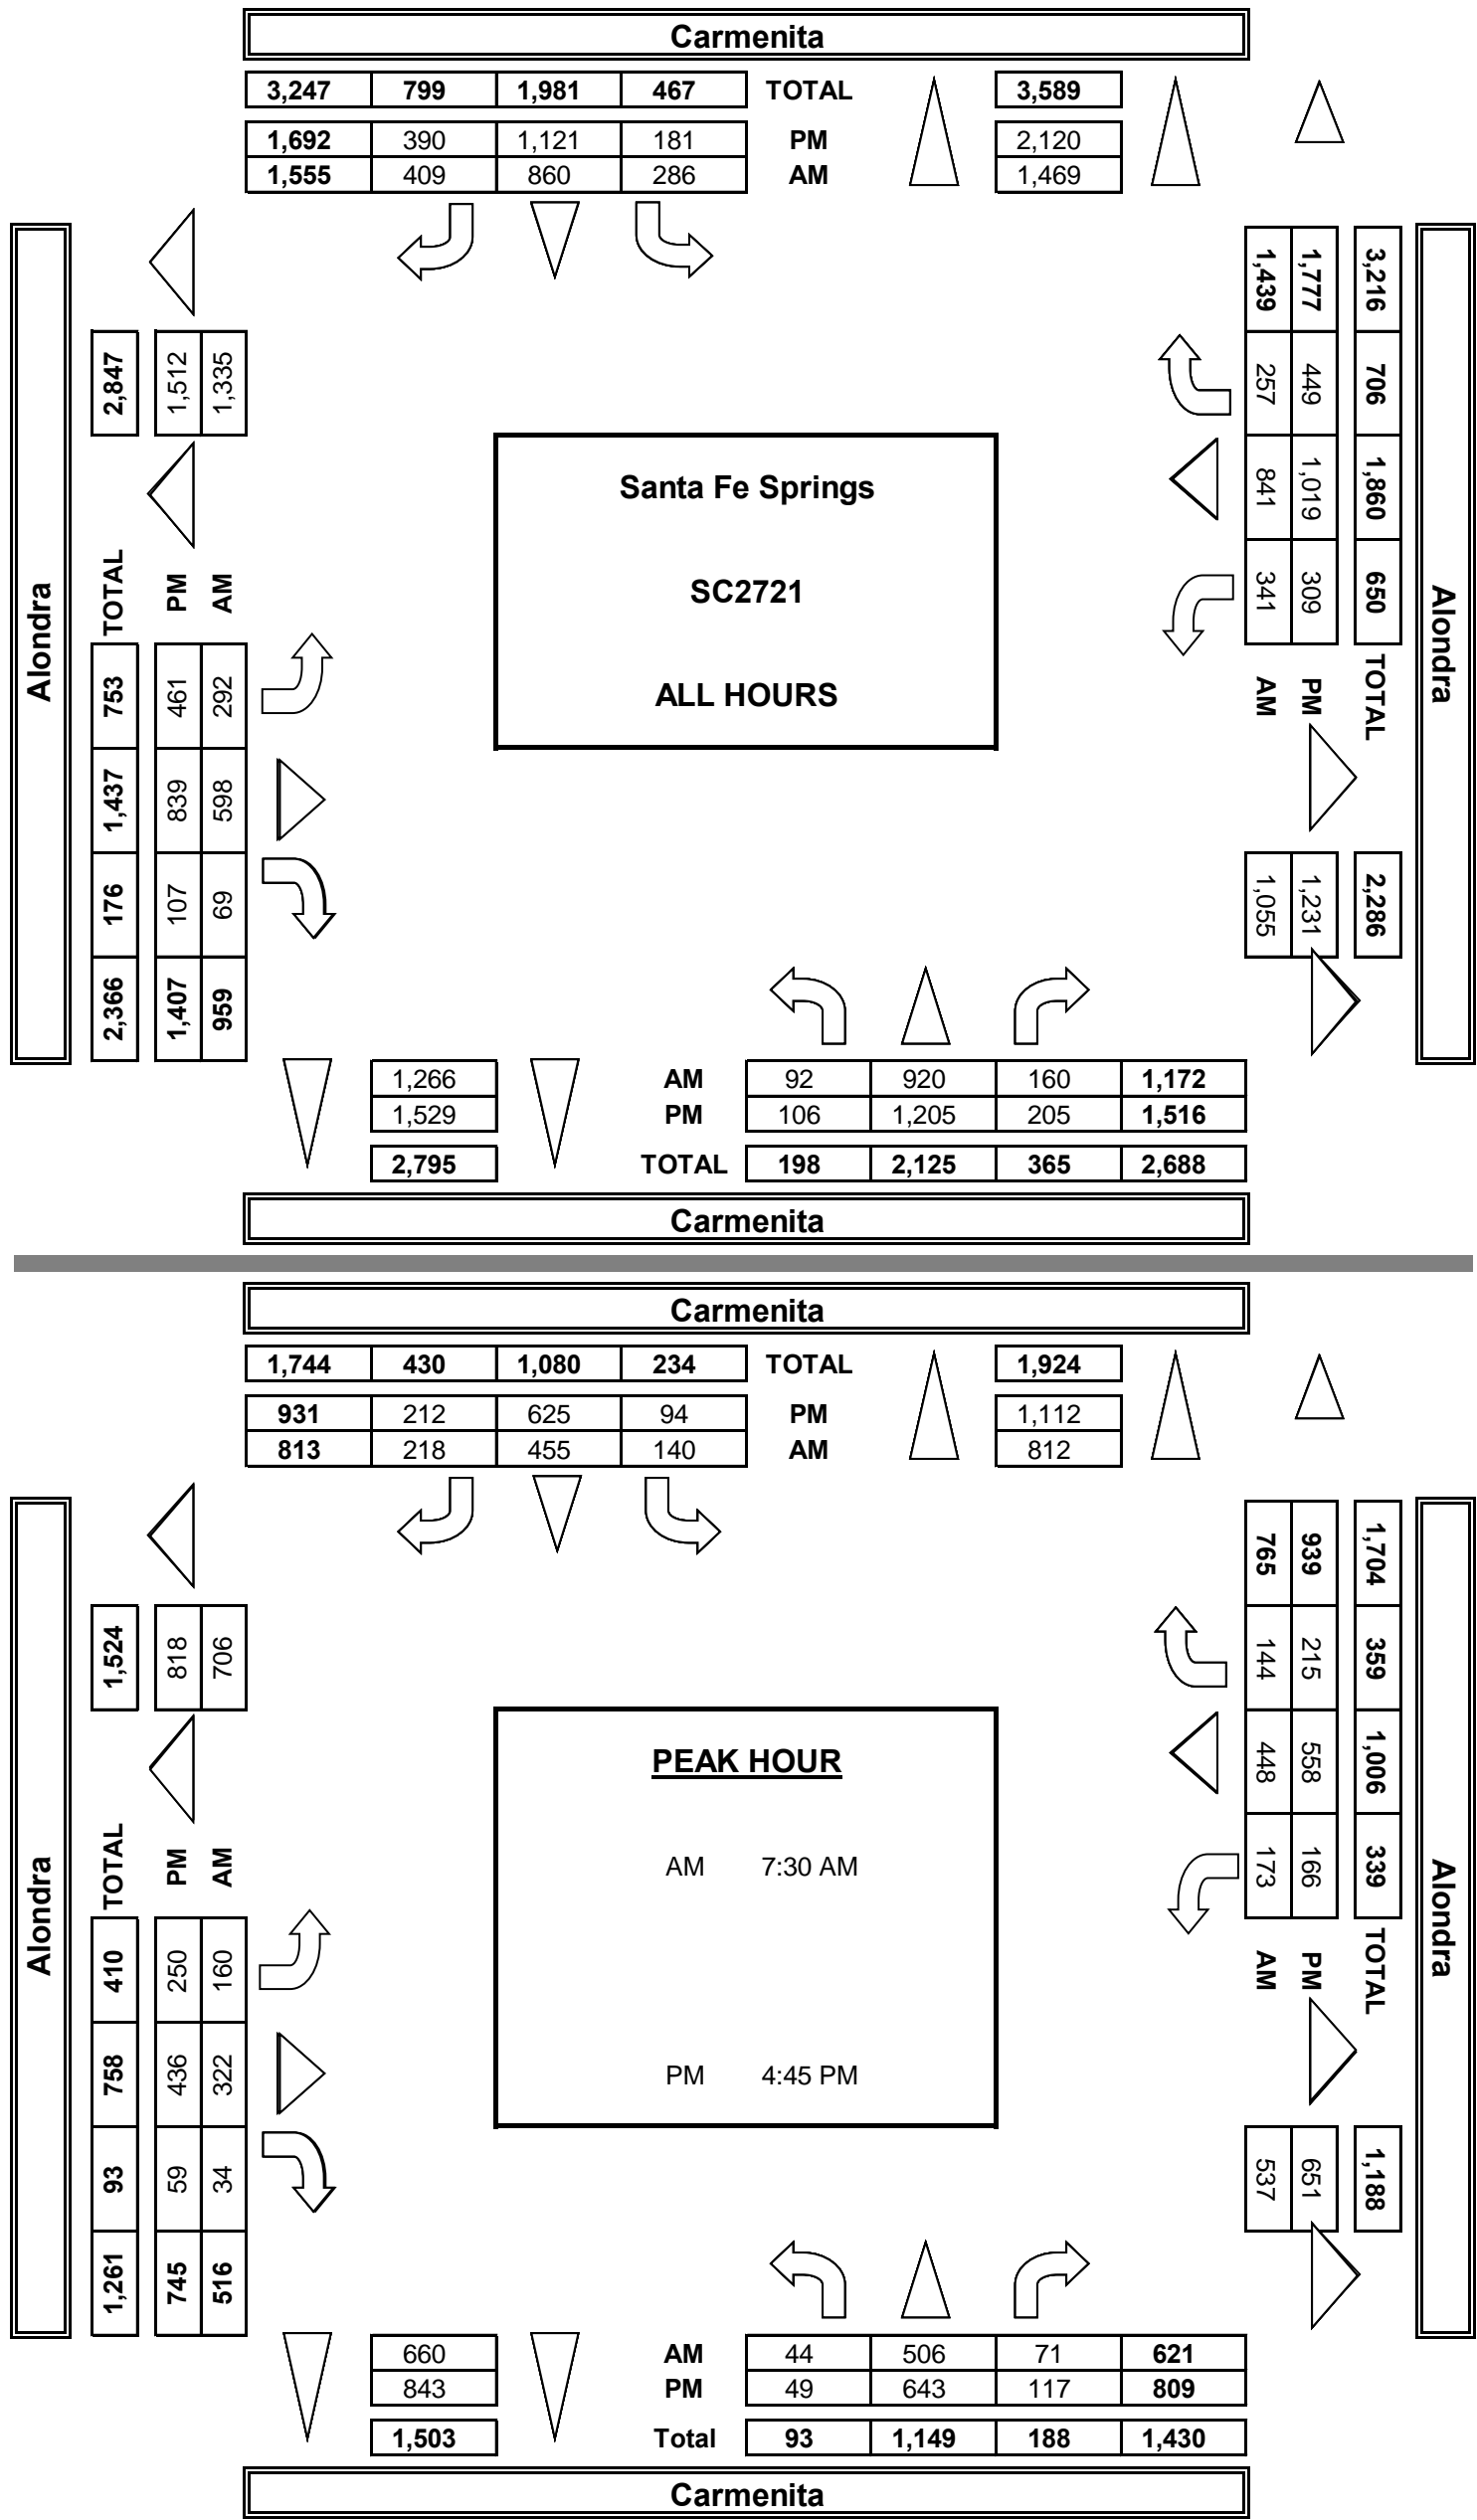 Carmenita
3,247 799 1,981 467 TOTAL 3,589
1,692 390 1,121 181 PM 2,120
1,555 409 860 286 AM 1,469
Alondra
2,847
1,512
1,335
TOTAL 753 1,437 176 2,366
PM 461 839 107 1,407
AM 292 598 69 959
Santa Fe Springs
SC2721
ALL HOURS
3,216 706 1,860 650 TOTAL 2,286
1,777 449 1,019 309 PM 1,231
1,439 257 841 341 AM 1,055
Alondra
1,266 AM 92 920 160 1,172
1,529 PM 106 1,205 205 1,516
2,795 TOTAL 198 2,125 365 2,688
Carmenita
Carmenita
1,744 430 1,080 234 TOTAL 1,924
931 212 625 94 PM 1,112
813 218 455 140 AM 812
Alondra
1,524
818
706
TOTAL 410 758 93 1,261
PM 250 436 59 745
AM 160 322 34 516
PEAK HOUR
AM 7:30 AM
PM 4:45 PM
1,704 359 1,006 339 TOTAL 1,188
939 215 558 166 PM 651
765 144 448 173 AM 537
Alondra
660 AM 44 506 71 621
843 PM 49 643 117 809
1,503 Total 93 1,149 188 1,430
Carmenita